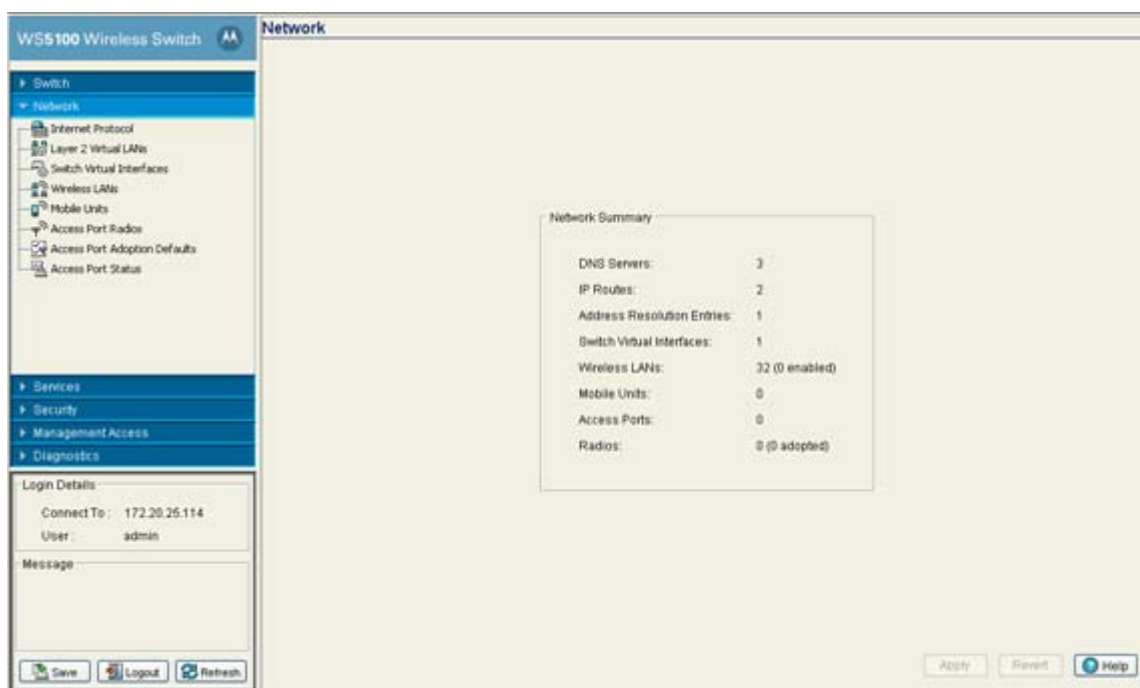 WS5100 Wireless Switch
Network
Switch
Network
Internet Protocol
Layer 2 Virtual LANs
Switch Virtual Interfaces
Wireless LANs
Mobile Units
Access Port Radios
Access Port Adoption Defaults
Access Port Status
Services
Security
Management Access
Diagnostics
Login Details
Connect To : 172.20.25.114
User : admin
Message
Save Logout Refresh
Network Summary
DNS Servers: 3
IP Routes: 2
Address Resolution Entries: 1
Switch Virtual Interfaces: 1
Wireless LANs: 32 (0 enabled)
Mobile Units: 0
Access Ports: 0
Radios: 0 (0 adopted)
Apply Revert Help